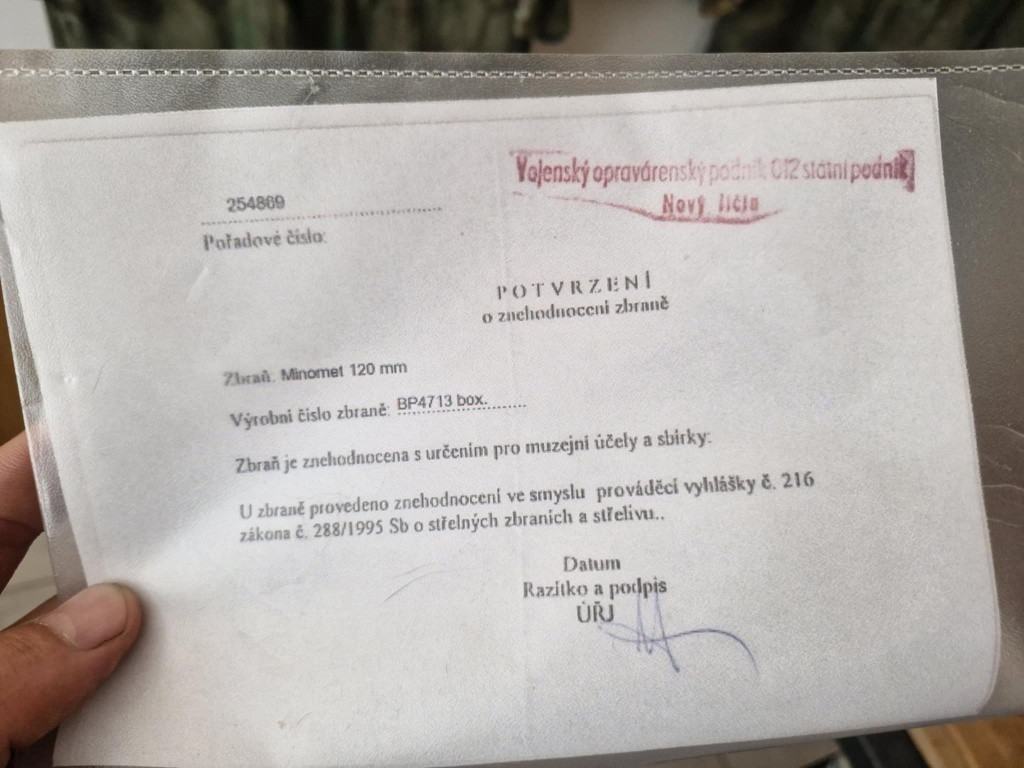 Vojenský opravárenský podnik 012 státní podnik
Nový Jičín
254869
Pořadové číslo:
POTVRZENÍ
o znehodnocení zbraně
Zbraň: Minomet 120 mm
Výrobní číslo zbraně: BP4713 box.
Zbraň je znehodnocena s určením pro muzejní účely a sbírky:
U zbraně provedeno znehodnocení ve smyslu prováděcí vyhlášky č. 216
zákona č. 288/1995 Sb o střelných zbraních a střelivu..
Datum
Razítko a podpis
ÚŘJ